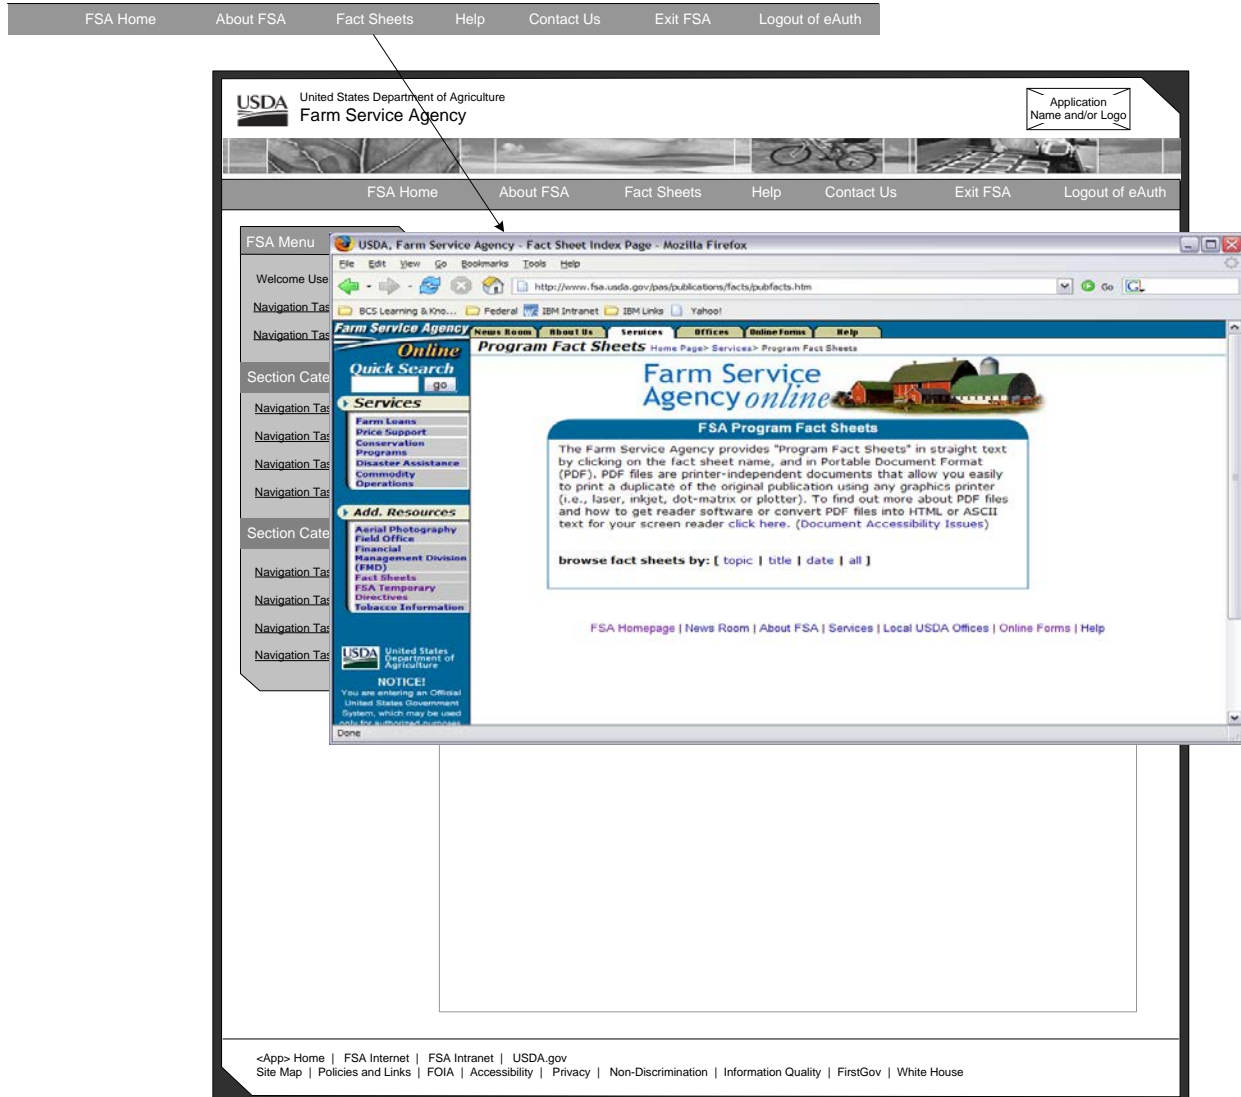 FSA Home About FSA Fact Sheets Help Contact Us Exit FSA Logout of eAuth
USDA
United States Department of Agriculture
Farm Service Agency
Application
Name and/or Logo
FSA Home About FSA Fact Sheets Help Contact Us Exit FSA Logout of eAuth
FSA Menu
Welcome Use
Navigation Tas
Navigation Tas
Section Cate
Navigation Tas
Navigation Tas
Navigation Tas
Navigation Tas
Section Cate
Navigation Tas
Navigation Tas
Navigation Tas
Navigation Tas
USDA, Farm Service Agency - Fact Sheet Index Page - Mozilla Firefox
File Edit View Go Bookmarks Tools Help
http://www.fsa.usda.gov/pas/publications/facts/pubfacts.htm Go G
BCS Learning & Kno... Federal IBM Intranet IBM Links Yahoo!
Farm Service Agency
Online
News Room About Us Services Offices Online Forms Help
Program Fact Sheets Home Page> Services> Program Fact Sheets
Quick Search
go
Services
Farm Loans
Price Support
Conservation
Programs
Disaster Assistance
Commodity
Operations
Add. Resources
Aerial Photography
Field Office
Financial
Management Division
(FMD)
Fact Sheets
FSA Temporary
Directives
Tobacco Information
USDA United States
Department of
Agriculture
NOTICE!
You are entering an Official
United States Government
System, which may be used
only for authorized purposes.
Farm Service
Agency online
FSA Program Fact Sheets
The Farm Service Agency provides "Program Fact Sheets" in straight text
by clicking on the fact sheet name, and in Portable Document Format
(PDF). PDF files are printer-independent documents that allow you easily
to print a duplicate of the original publication using any graphics printer
(i.e., laser, inkjet, dot-matrix or plotter). To find out more about PDF files
and how to get reader software or convert PDF files into HTML or ASCII
text for your screen reader click here. (Document Accessibility Issues)
browse fact sheets by: [ topic | title | date | all ]
FSA Homepage | News Room | About FSA | Services | Local USDA Offices | Online Forms | Help
Done
<App> Home | FSA Internet | FSA Intranet | USDA.gov
Site Map | Policies and Links | FOIA | Accessibility | Privacy | Non-Discrimination | Information Quality | FirstGov | White House